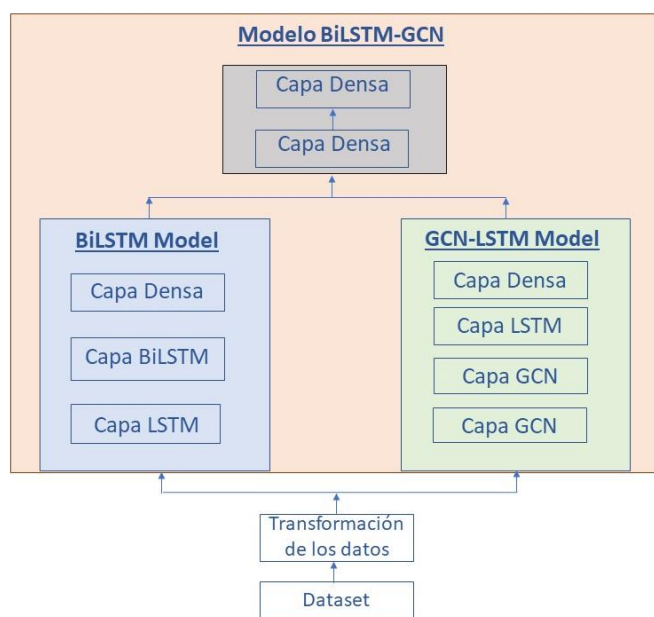 Modelo BiLSTM-GCN
Capa Densa
Capa Densa
BiLSTM Model
Capa Densa
Capa BiLSTM
Capa LSTM
GCN-LSTM Model
Capa Densa
Capa LSTM
Capa GCN
Capa GCN
Transformación
de los datos
Dataset